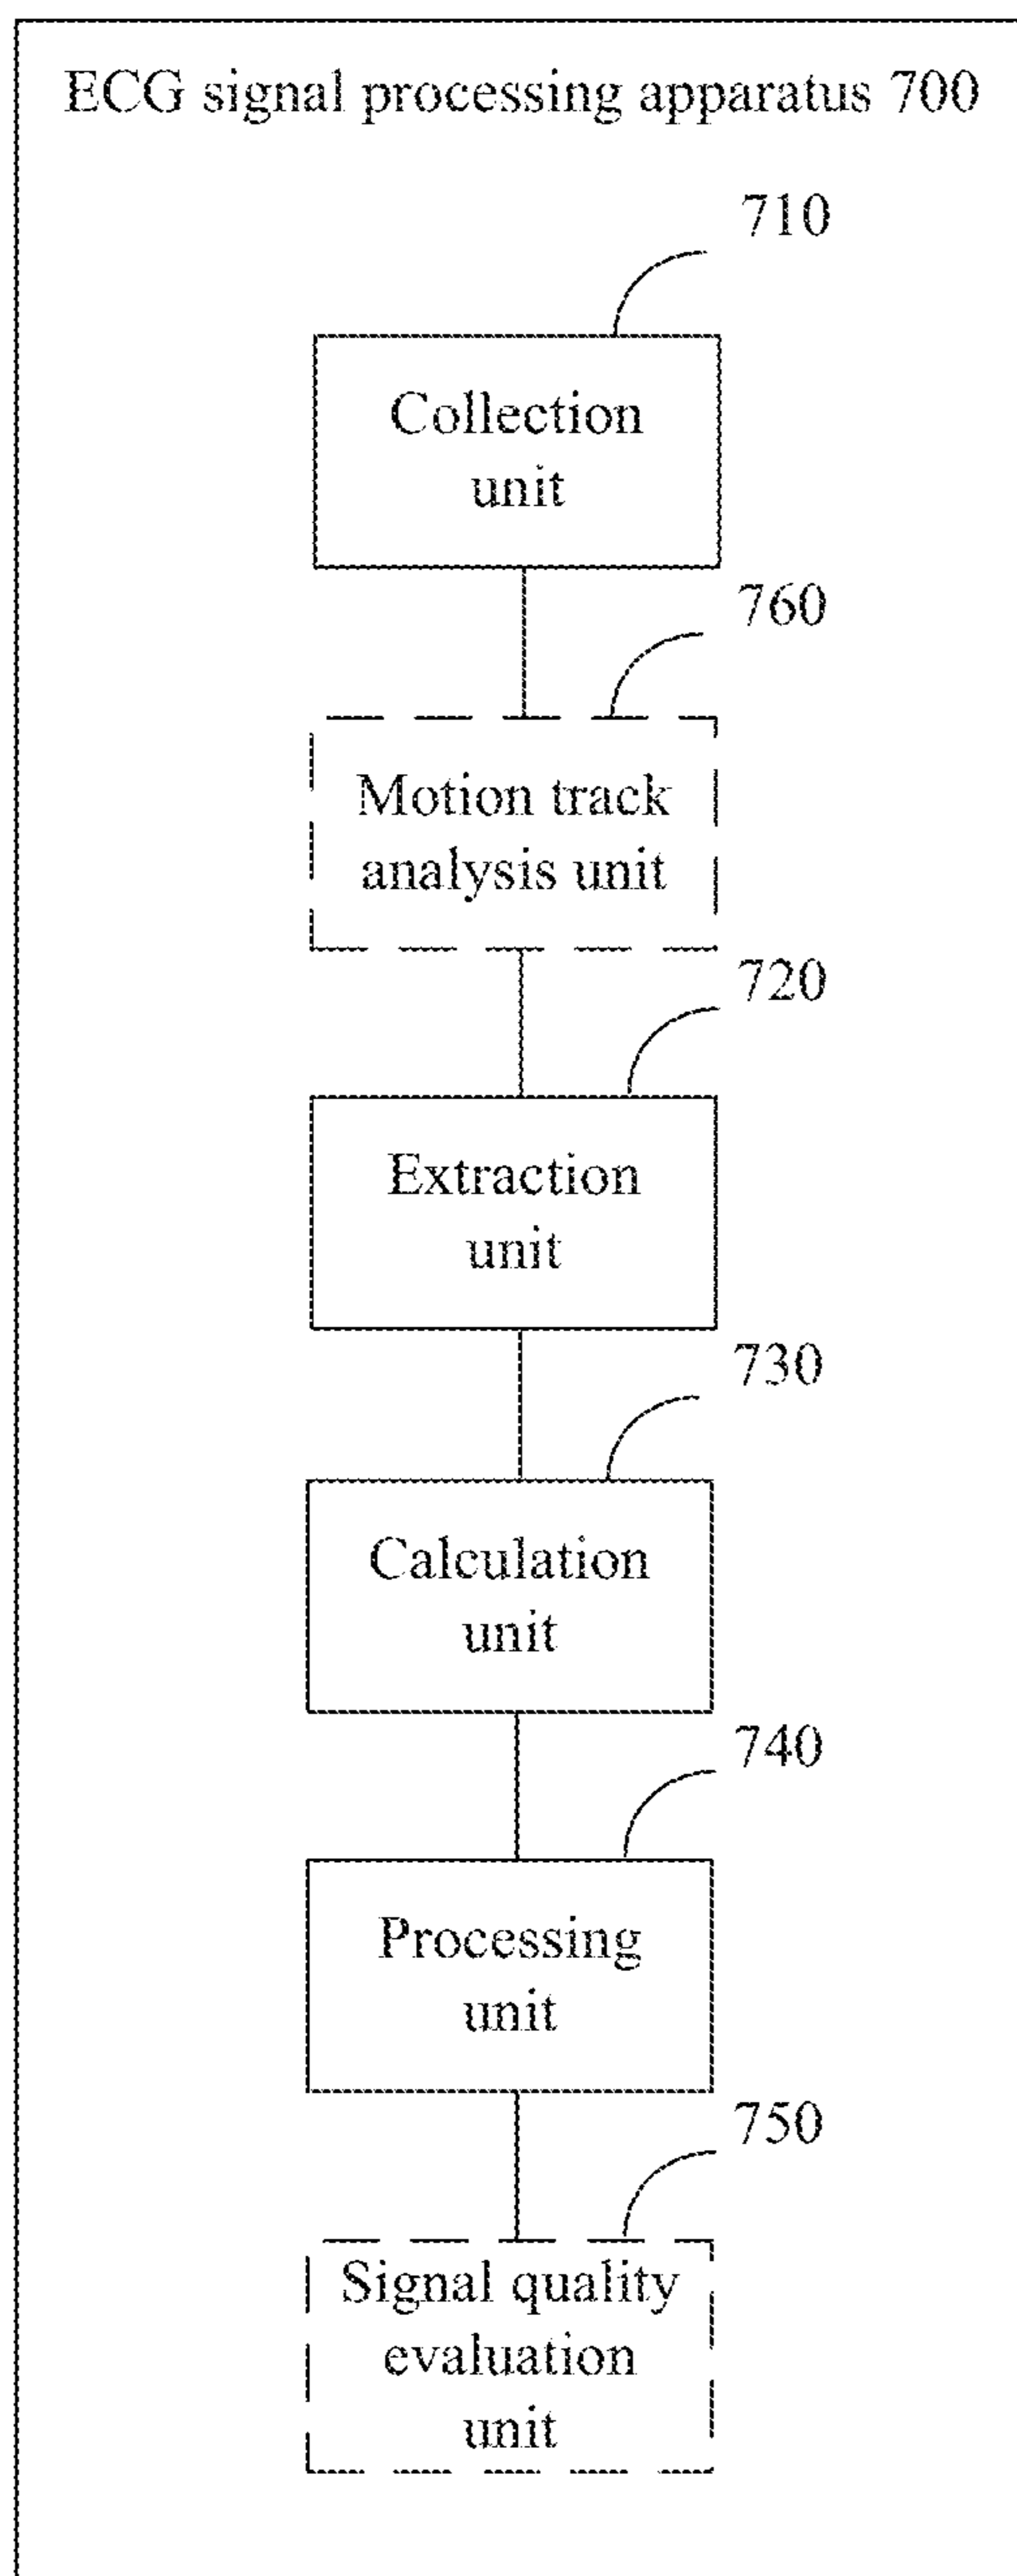 ECG signal processing apparatus 700
710
Collection
unit
760
Motion track
analysis unit
720
Extraction
unit
730
Calculation
unit
740
Processing
unit
750
Signal quality
evaluation
unit